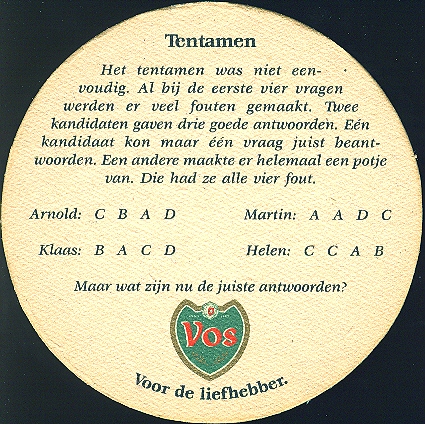 Tentamen
Het tentamen was niet een-
voudig. Al bij de eerste vier vragen
werden er veel fouten gemaakt. Twee
kandidaten gaven drie goede antwoorden. Eén
kandidaat kon maar één vraag juist beant-
woorden. Een andere maakte er helemaal een potje
van. Die had ze alle vier fout.
Arnold: C B A D Martin: A A D C
Klaas: B A C D Helen: C C A B
Maar wat zijn nu de juiste antwoorden?
Vos
Voor de liefhebber.